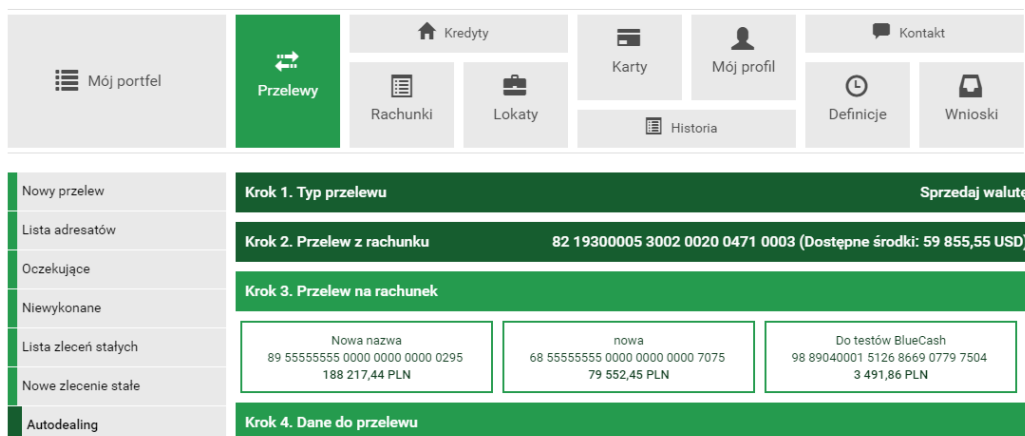 Mój portfel
Przelewy
Kredyty
Rachunki
Lokaty
Karty
Mój profil
Historia
Kontakt
Definicje
Wnioski
Nowy przelew
Lista adresatów
Oczekujące
Niewykonane
Lista zleceń stałych
Nowe zlecenie stałe
Autodealing
Krok 1. Typ przelewu Sprzedaj walutę
Krok 2. Przelew z rachunku 82 19300005 3002 0020 0471 0003 (Dostępne środki: 59 855,55 USD)
Krok 3. Przelew na rachunek
Nowa nazwa
89 55555555 0000 0000 0000 0295
188 217,44 PLN
nowa
68 55555555 0000 0000 0000 7075
79 552,45 PLN
Do testów BlueCash
98 89040001 5126 8669 0779 7504
3 491,86 PLN
Krok 4. Dane do przelewu